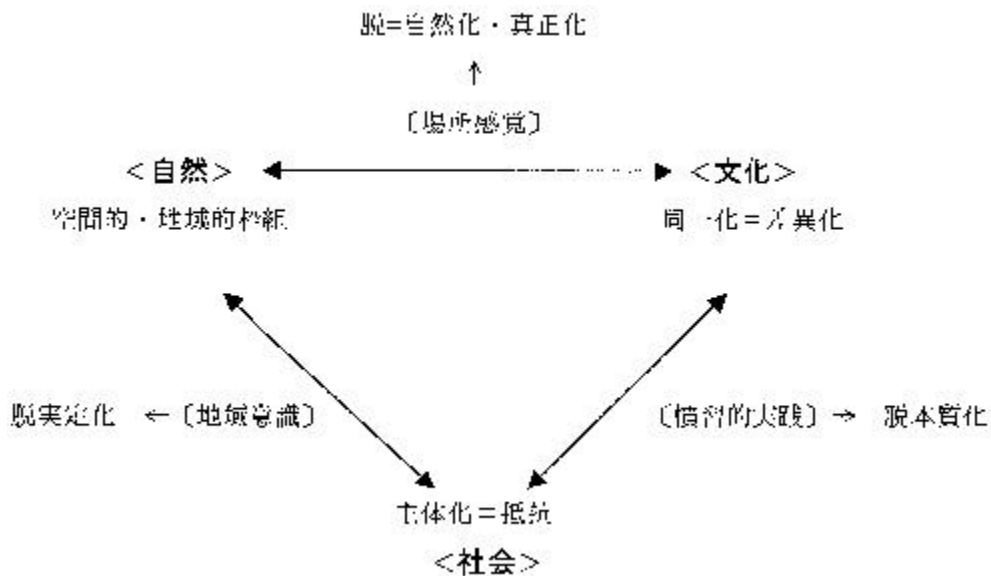 脱=自然化・真正化
↑
〔場所感覚〕
＜自然＞ ＜文化＞
空間的・地域的枠組 同一化＝差異化
脱実定化 ←〔地域意識〕 〔慣習的実践〕→ 脱本質化
主体化＝抵抗
＜社会＞